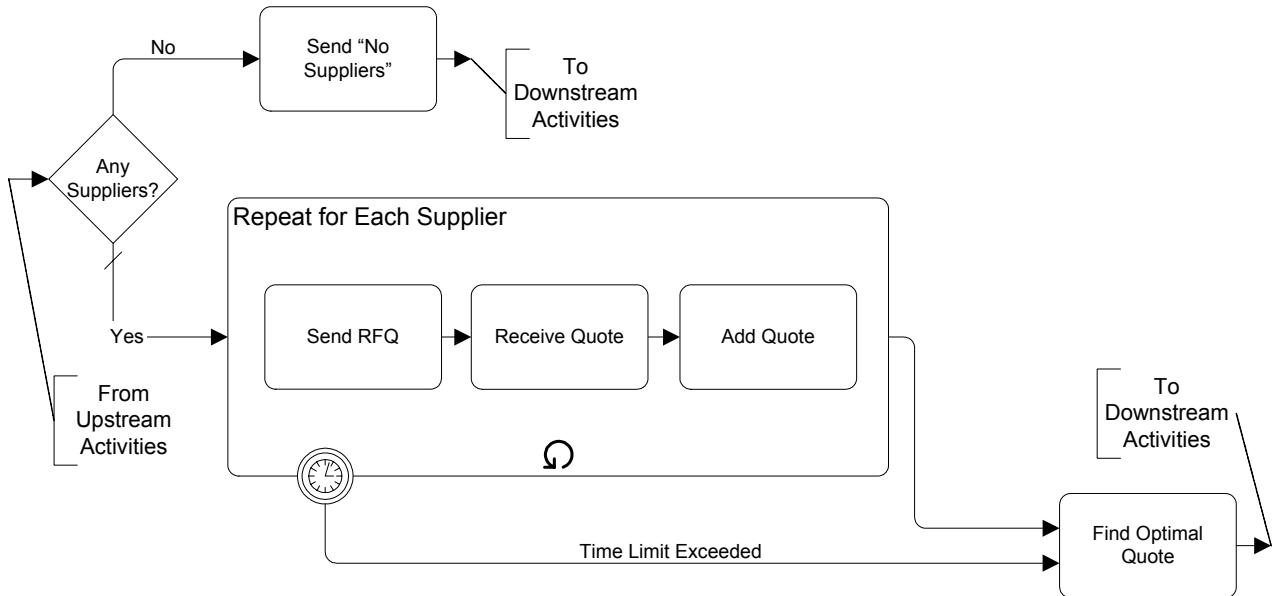 No
Send “No
Suppliers”
To
Downstream
Activities
Any
Suppliers?
Repeat for Each Supplier
Send RFQ
Receive Quote
Add Quote
Yes
From
Upstream
Activities
To
Downstream
Activities
Time Limit Exceeded
Find Optimal
Quote